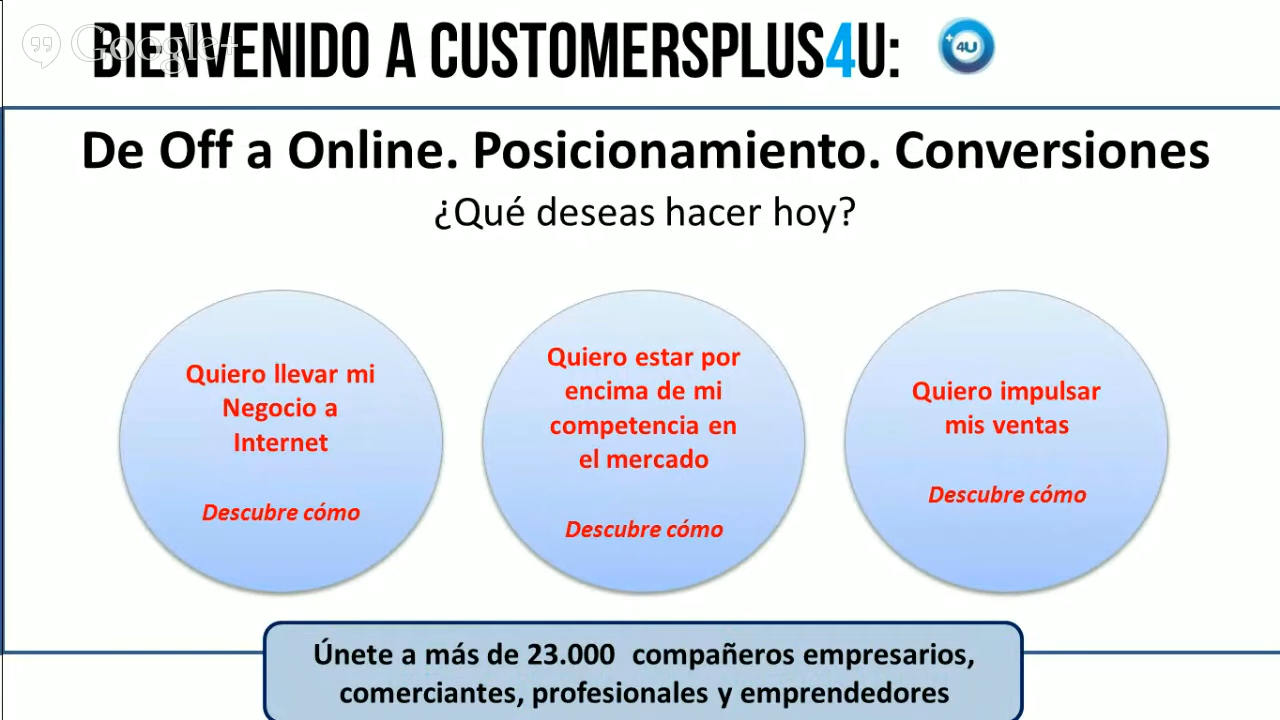 Google+
BIENVENIDO A CUSTOMERSPLUS4U:
+4U
De Off a Online. Posicionamiento. Conversiones
¿Qué deseas hacer hoy?
Quiero llevar mi
Negocio a
Internet
Descubre cómo
Quiero estar por
encima de mi
competencia en
el mercado
Descubre cómo
Quiero impulsar
mis ventas
Descubre cómo
Únete a más de 23.000 compañeros empresarios,
comerciantes, profesionales y emprendedores